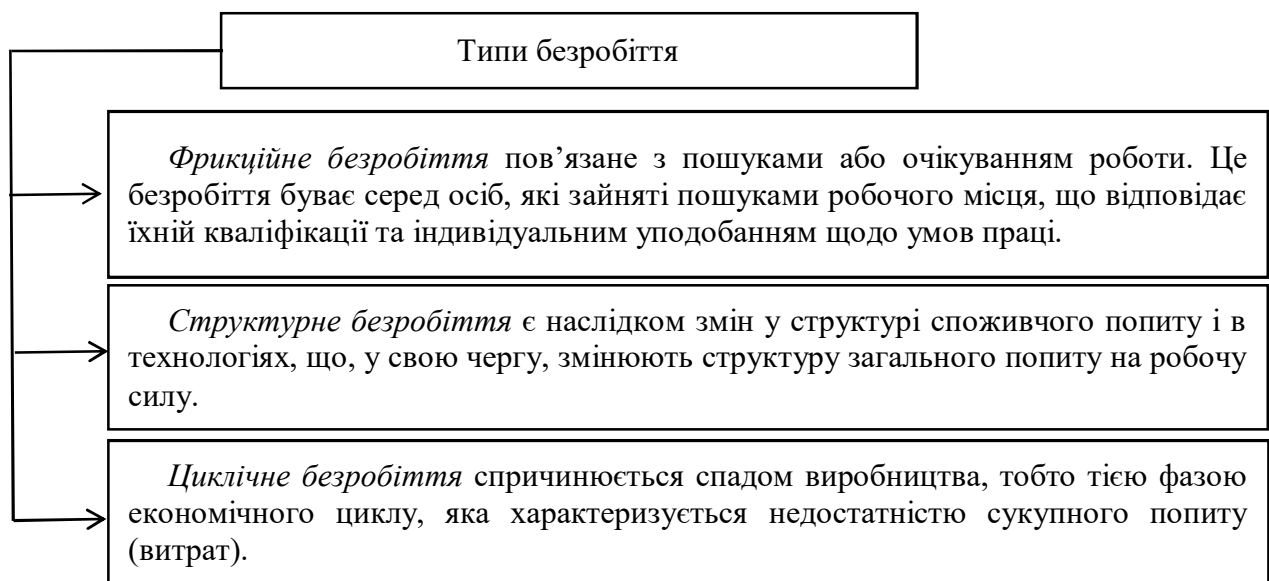 Типи безробіття
Фрикційне безробіття пов’язане з пошуками або очікуванням роботи. Це
безробіття буває серед осіб, які зайняті пошуками робочого місця, що відповідає
їхній кваліфікації та індивідуальним уподобанням щодо умов праці.
Структурне безробіття є наслідком змін у структурі споживчого попиту і в
технологіях, що, у свою чергу, змінюють структуру загального попиту на робочу
силу.
Циклічне безробіття спричинюється спадом виробництва, тобто тією фазою
економічного циклу, яка характеризується недостатністю сукупного попиту
(витрат).